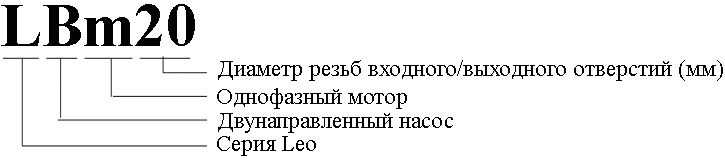 LBm20
Диаметр резьб входного/выходного отверстий (мм)
Однофазный мотор
Двунаправленный насос
Серия Leo